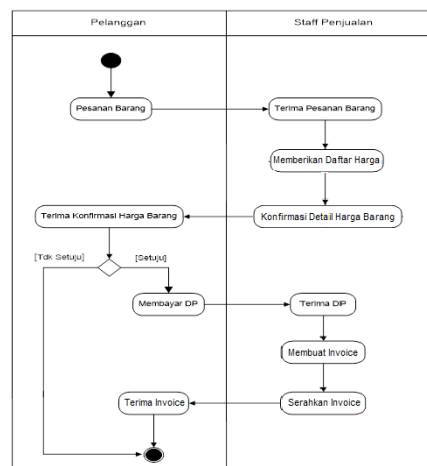 Pelanggan
Staff Penjualan
Pesanan Barang
Terima Pesanan Barang
Memberikan Daftar Harga
Terima Konfirmasi Harga Barang
Konfirmasi Detail Harga Barang
[Tdk Setuju]
[Setuju]
Membayar DP
Terima DIP
Membuat Invoice
Terima Invoice
Serahkan Invoice